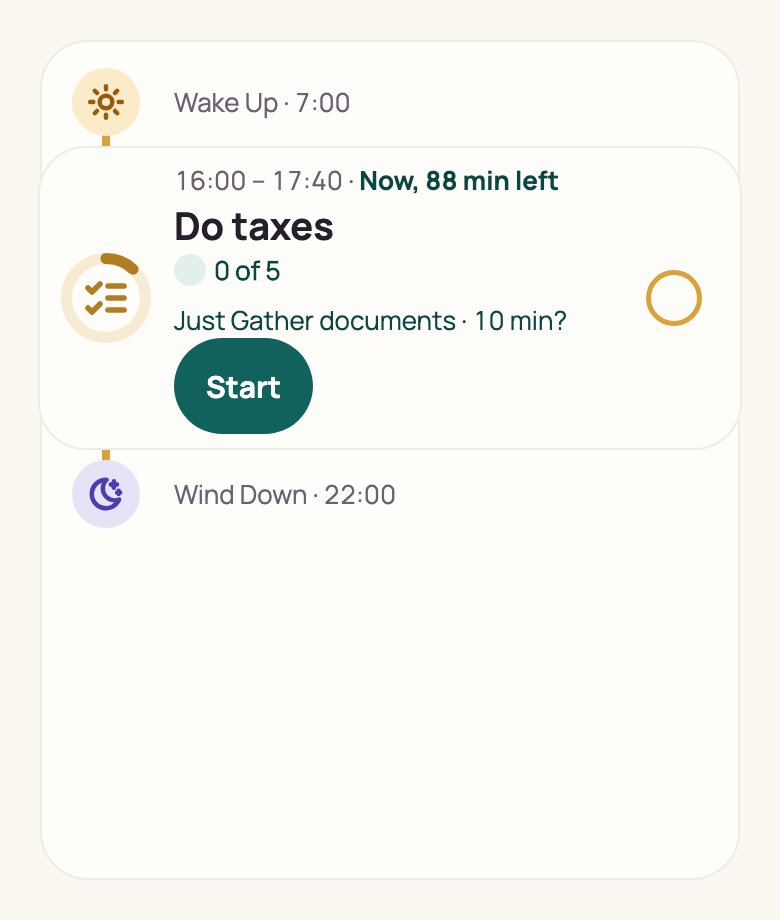 Wake Up · 7:00
16:00 – 17:40 · Now, 88 min left
Do taxes
0 of 5
Just Gather documents · 10 min?
Start
Wind Down · 22:00